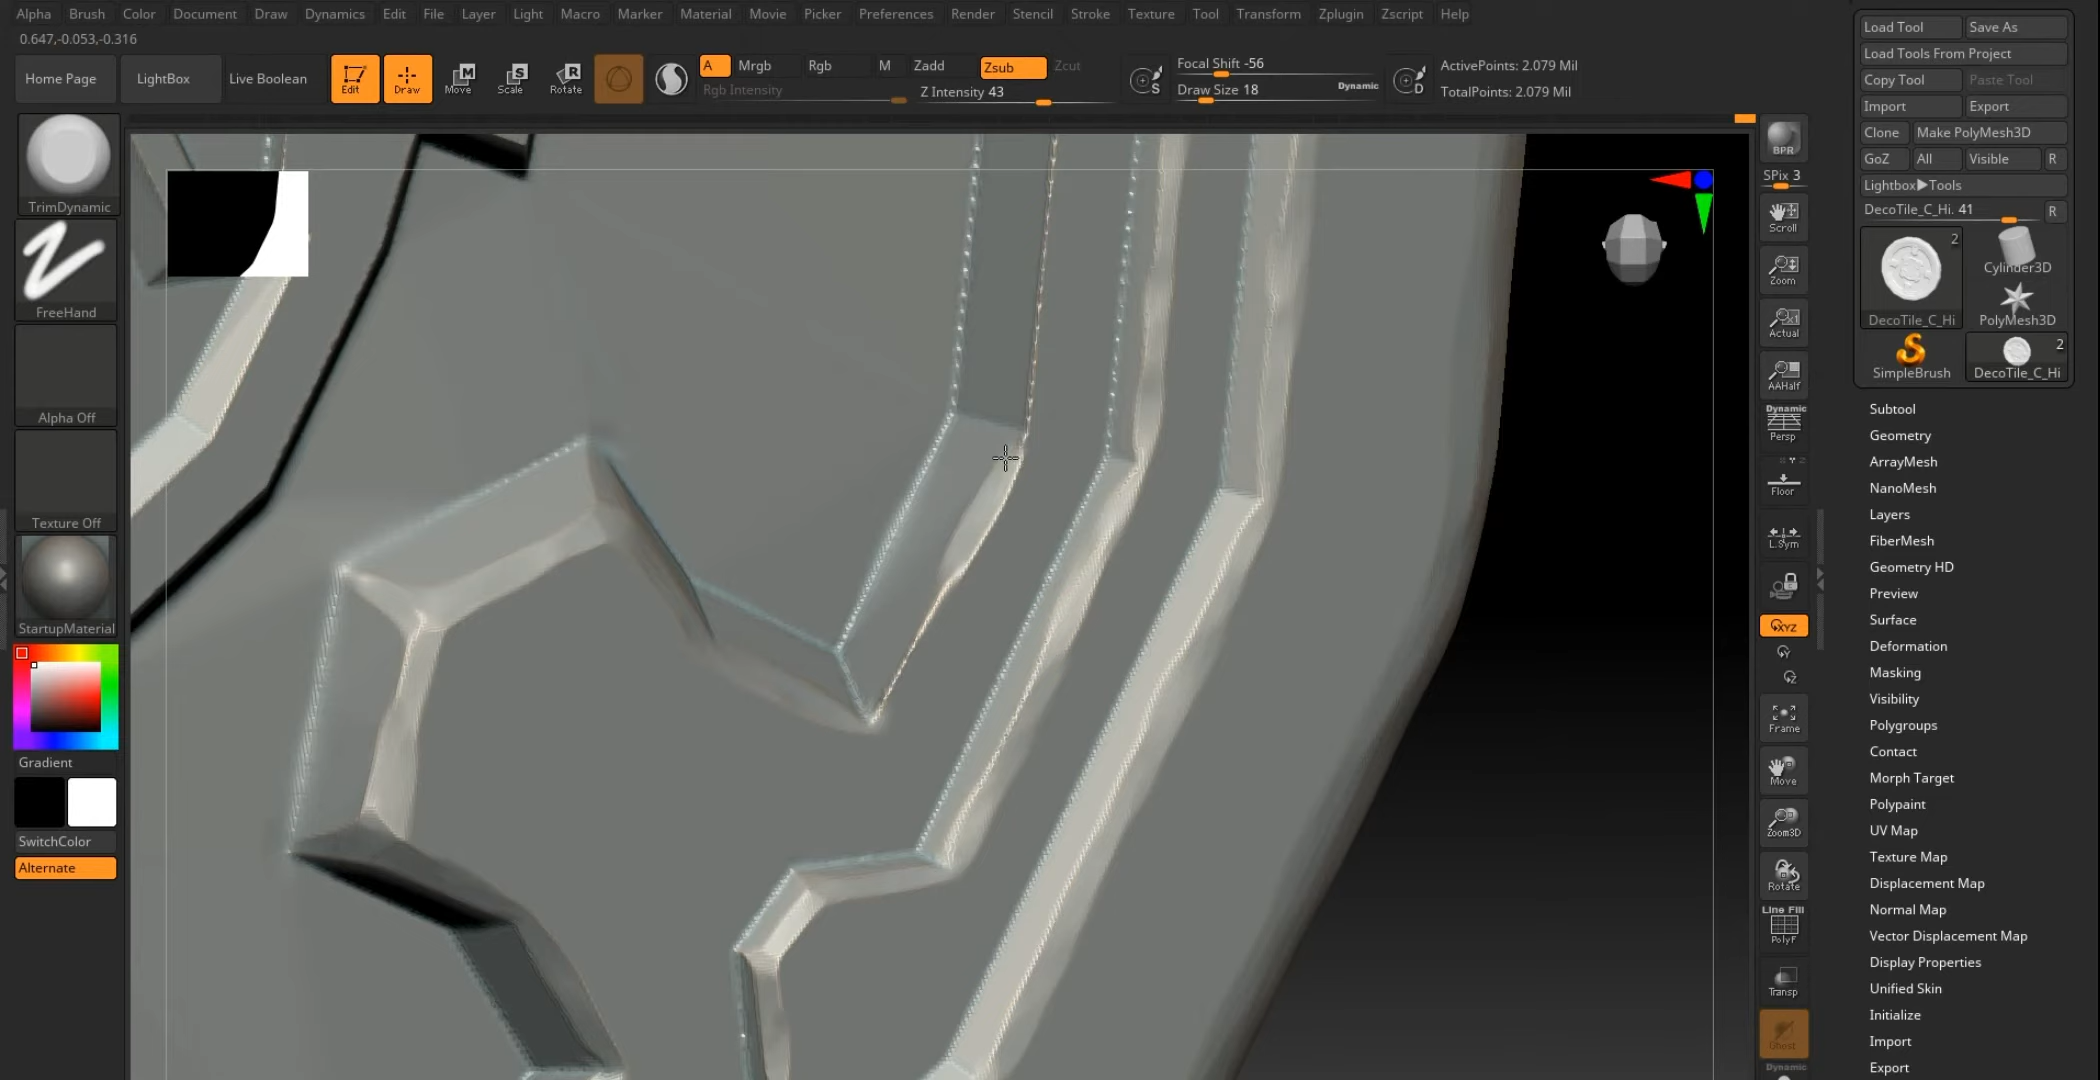 Alpha Brush Color Document Draw Dynamics Edit File Layer Light Macro Marker Material Movie Picker Preferences Render Stencil Stroke Texture Tool Transform Zplugin Zscript Help
0.647,-0.053,-0.316
Home Page
LightBox
Live Boolean
Edit
Draw
Move
Scale
Rotate
A
Mrgb
Rgb
M
Zadd
Zsub
Zcut
Rgb Intensity
Z Intensity 43
Focal Shift -56
Draw Size 18
Dynamic
ActivePoints: 2.079 Mil
TotalPoints: 2.079 Mil
TrimDynamic
FreeHand
Alpha Off
Texture Off
StartupMaterial
Gradient
SwitchColor
Alternate
BPR
SPix 3
Scroll
Zoom
Actual
AAHalf
Dynamic
Persp
Floor
L.Sym
XYZ
Y
Z
Frame
Move
Zoom3D
Rotate
Line Fill
PolyF
Transp
Ghost
Dynamic
Load Tool Save As
Load Tools From Project
Copy Tool Paste Tool
Import Export
Clone Make PolyMesh3D
GoZ All Visible R
Lightbox▶Tools
DecoTile_C_Hi. 41 R
2
DecoTile_C_Hi
Cylinder3D
PolyMesh3D
SimpleBrush
2
DecoTile_C_Hi
Subtool
Geometry
ArrayMesh
NanoMesh
Layers
FiberMesh
Geometry HD
Preview
Surface
Deformation
Masking
Visibility
Polygroups
Contact
Morph Target
Polypaint
UV Map
Texture Map
Displacement Map
Normal Map
Vector Displacement Map
Display Properties
Unified Skin
Initialize
Import
Export